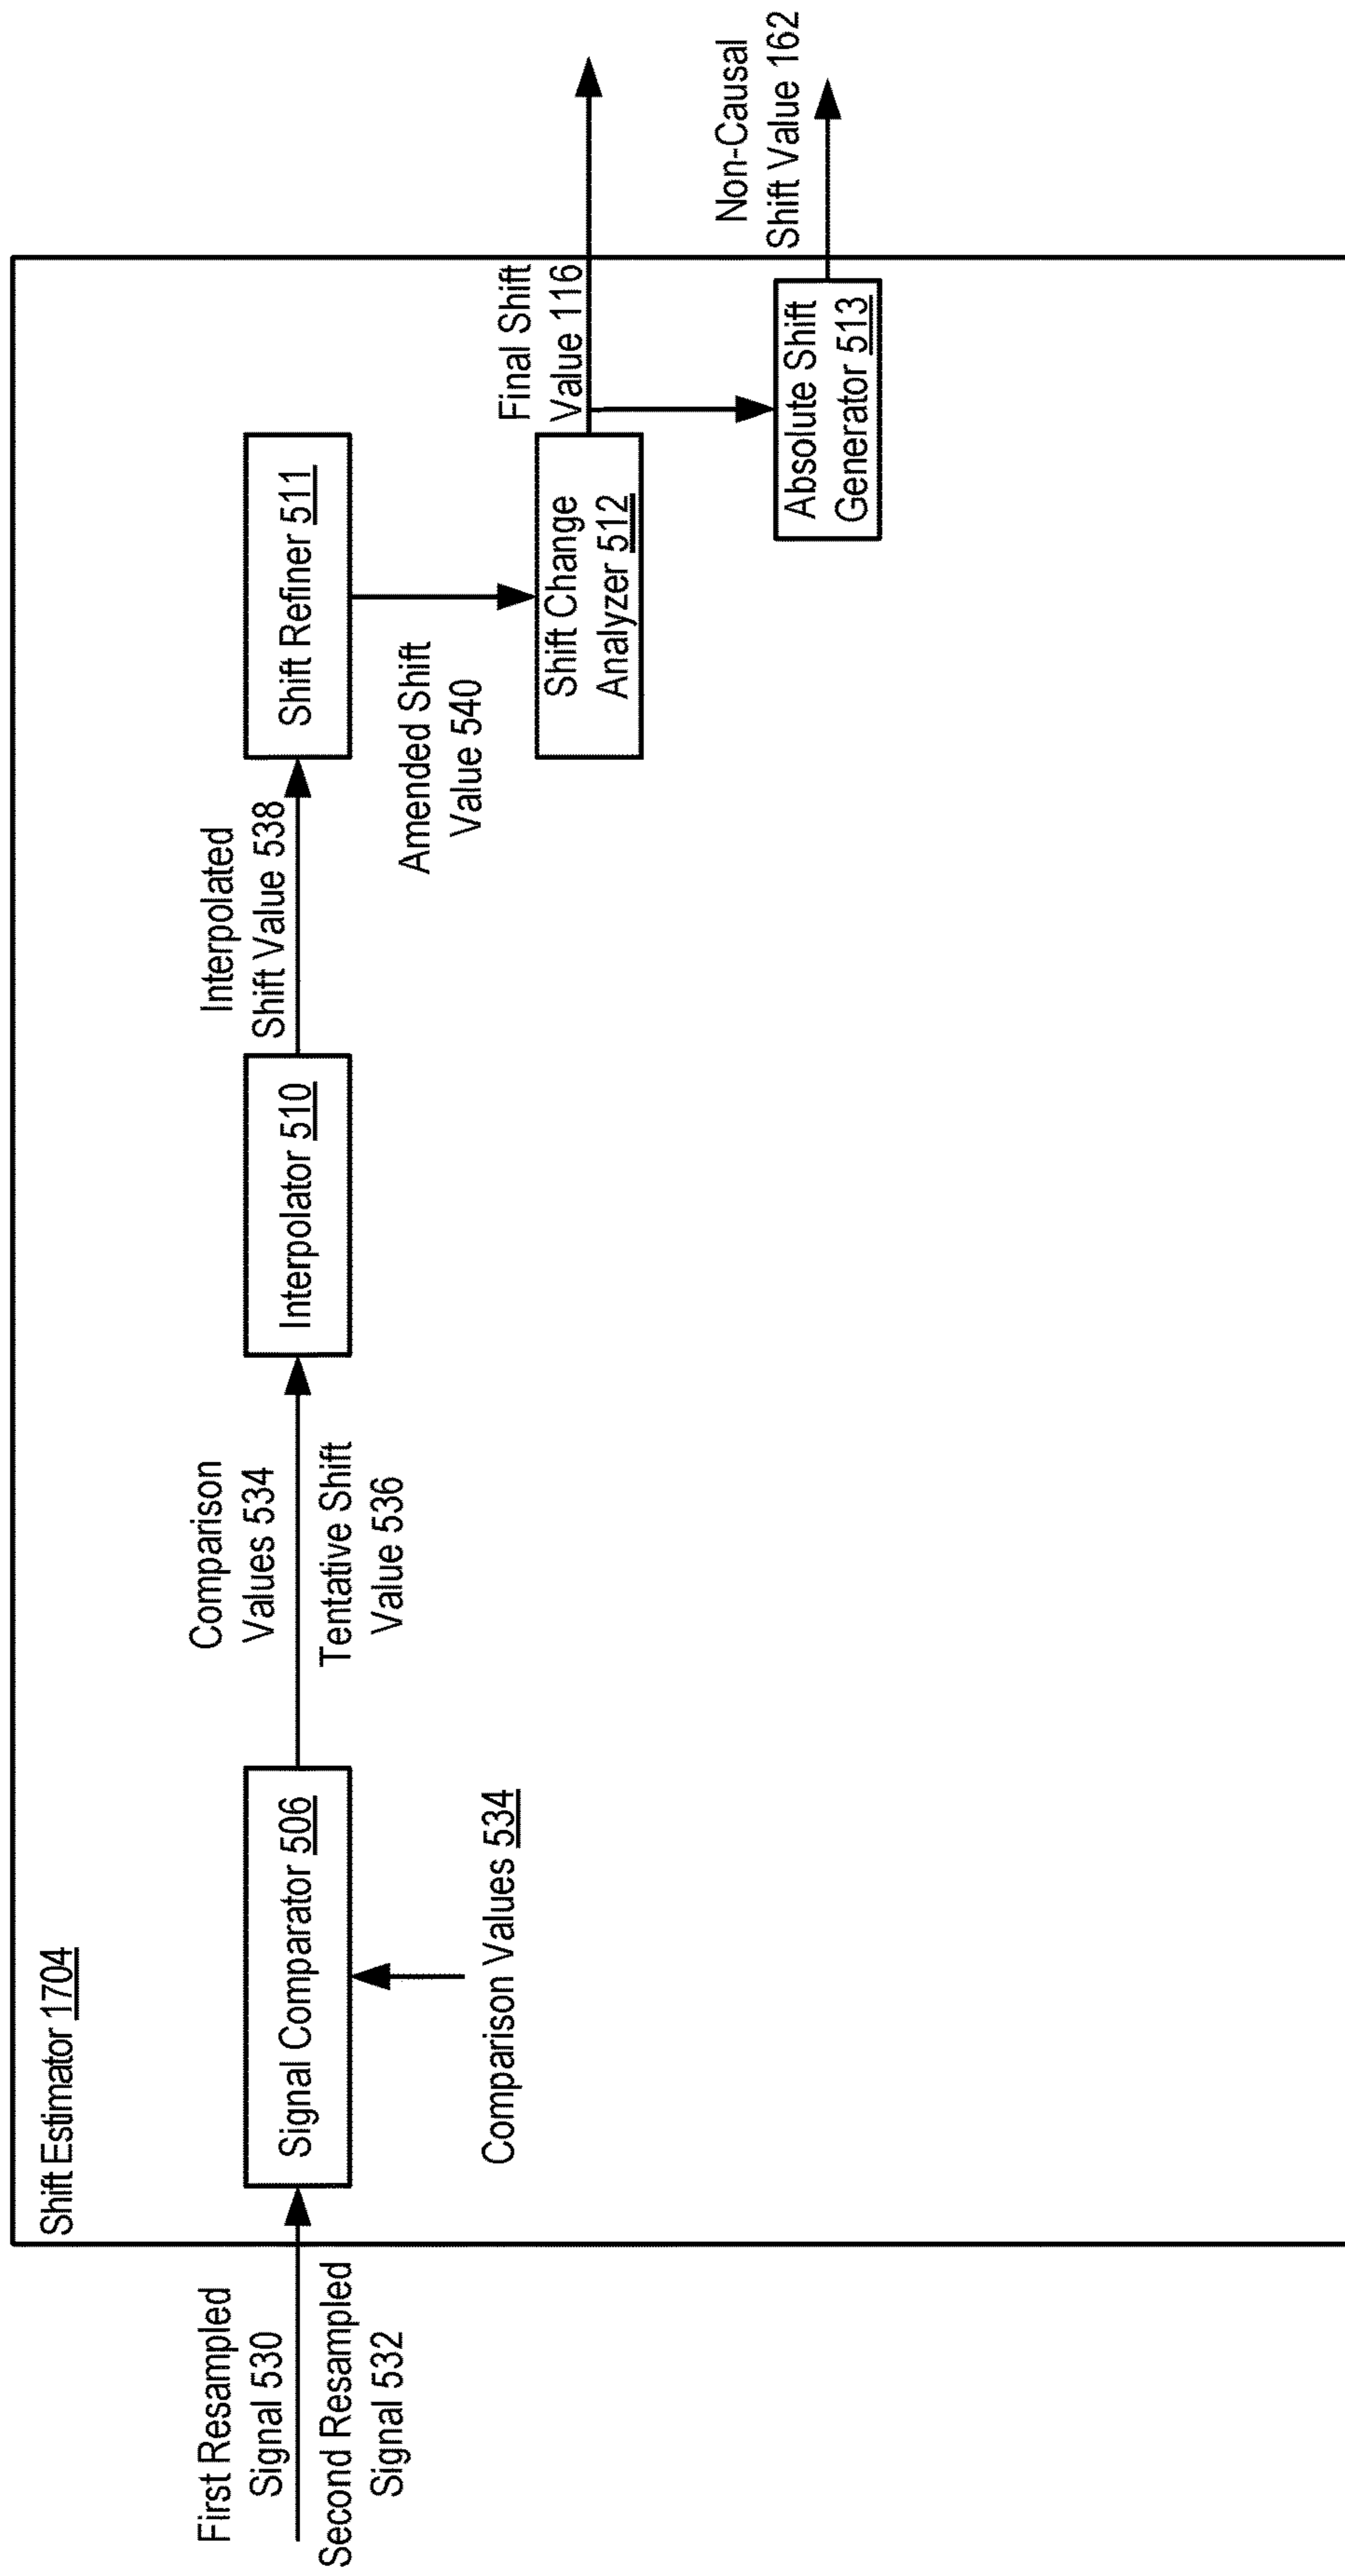 Shift Estimator 1704
First Resampled
Signal 530
Second Resampled
Signal 532
Signal Comparator 506
Comparison Values 534
Comparison
Values 534
Tentative Shift
Value 536
Interpolator 510
Interpolated
Shift Value 538
Shift Refiner 511
Amended Shift
Value 540
Shift Change
Analyzer 512
Final Shift
Value 116
Absolute Shift
Generator 513
Non-Causal
Shift Value 162